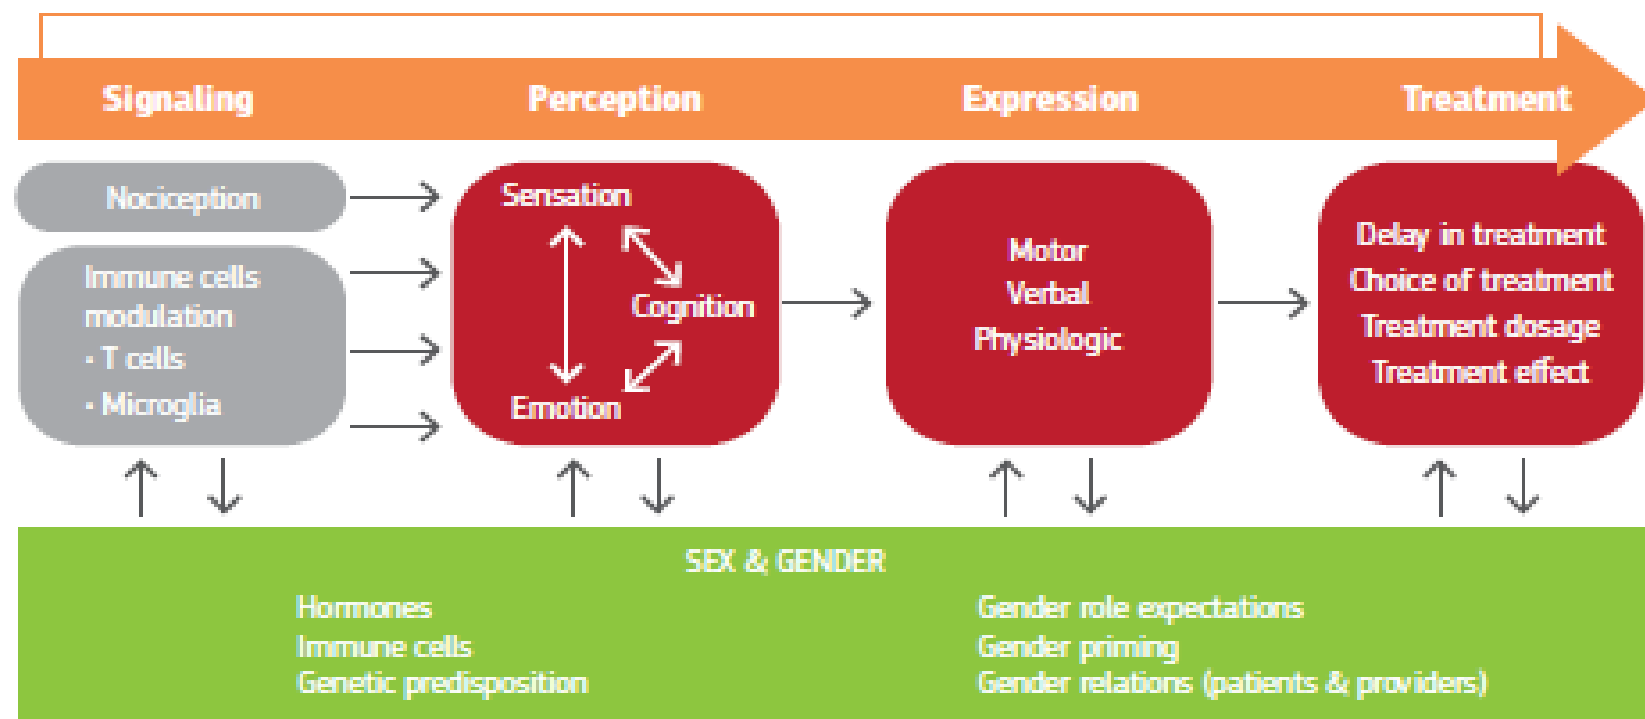 Signaling
Perception
Expression
Treatment
Nociception
Immune cells
modulation
- T cells
- Microglia
Sensation
Cognition
Emotion
Motor
Verbal
Physiologic
Delay in treatment
Choice of treatment
Treatment dosage
Treatment effect
SEX & GENDER
Hormones
Immune cells
Genetic predisposition
Gender role expectations
Gender priming
Gender relations (patients & providers)